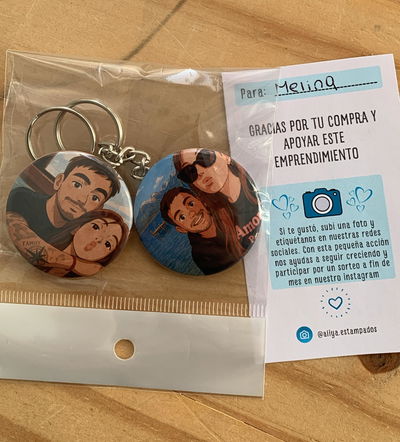 Para: Melina
GRACIAS POR TU COMPRA Y
APOYAR ESTE
EMPRENDIMIENTO
Si te gustó, subi una foto y
etiquetanos en nuestras redes
sociales. Con esta pequeña acción
nos ayudas a seguir creciendo y
participar por un sorteo a fin de
mes en nuestro instagram
@ailya.estampados
FAMILY
Amor